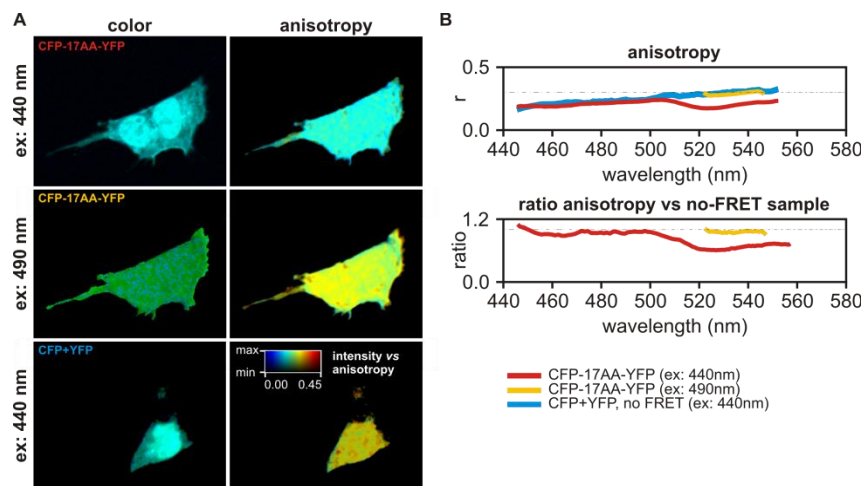 A
color
anisotropy
ex: 440 nm
CFP-17AA-YFP
ex: 490 nm
CFP-17AA-YFP
ex: 440 nm
CFP+YFP
max
min
0.00 0.45
intensity vs
anisotropy
B
anisotropy
0.5
r
0.0
440 460 480 500 520 540 560 580
wavelength (nm)
ratio anisotropy vs no-FRET sample
1.2
ratio
0.0
440 460 480 500 520 540 560 580
wavelength (nm)
CFP-17AA-YFP (ex: 440nm)
CFP-17AA-YFP (ex: 490nm)
CFP+YFP, no FRET (ex: 440nm)